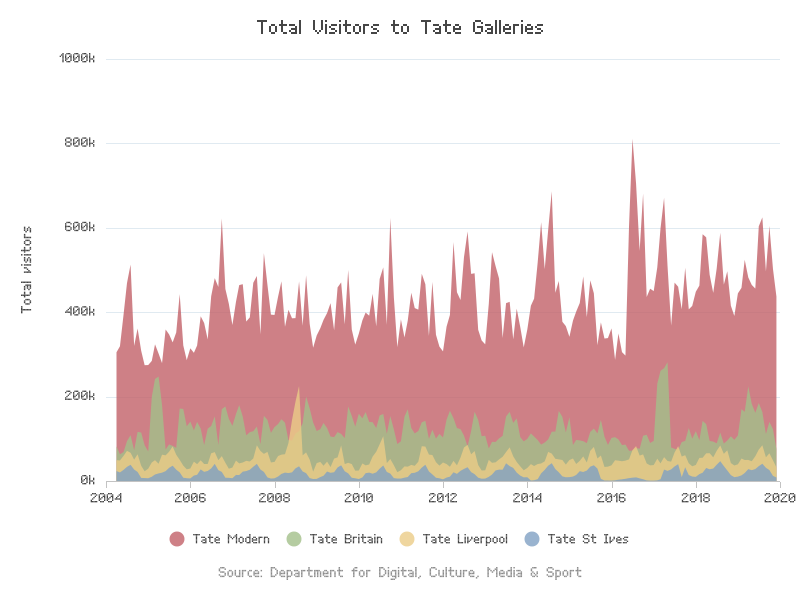 Total Visitors to Tate Galleries
1000k
800k
600k
400k
200k
0k
Total visitors
2004 2006 2008 2010 2012 2014 2016 2018 2020
Tate Modern Tate Britain Tate Liverpool Tate St Ives
Source: Department for Digital, Culture, Media & Sport